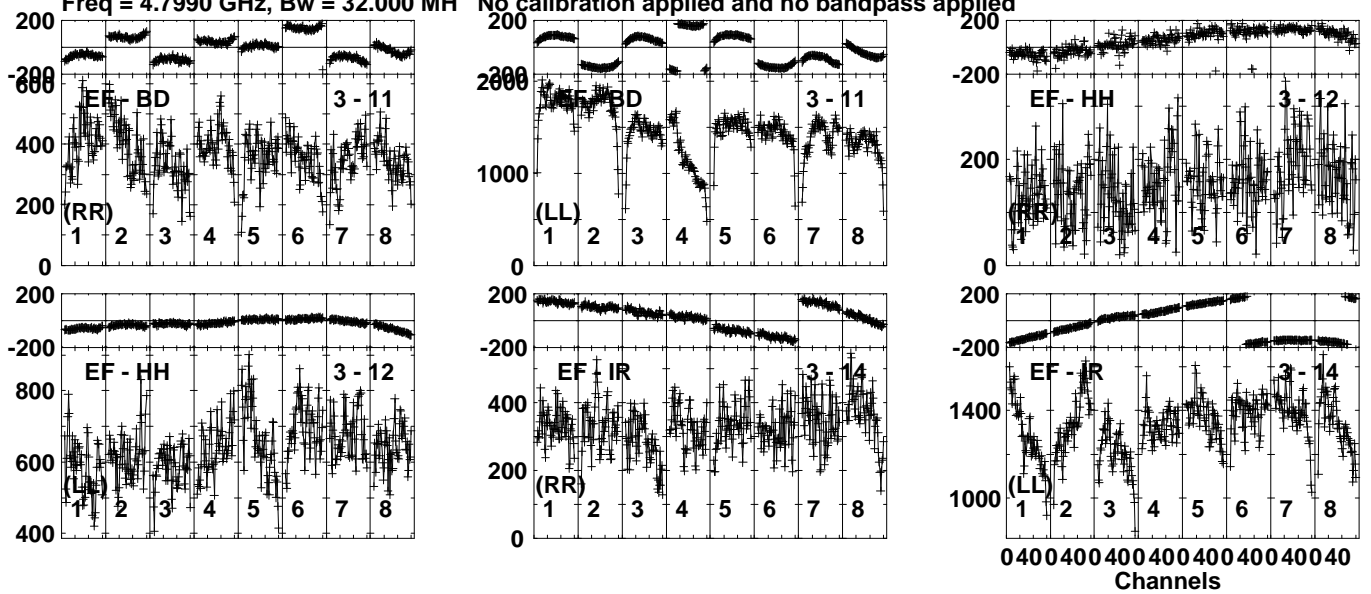 Freq = 4.7990 GHz, Bw = 32.000 MH No calibration applied and no bandpass applied
200
-200
600
400
200
0
EF - BD 3 - 11
(RR)
1 2 3 4 5 6 7 8
200
-200
2000
1000
0
EF - BD 3 - 11
(LL)
1 2 3 4 5 6 7 8
200
-200
200
0
EF - HH 3 - 12
(RR)
1 2 3 4 5 6 7 8
200
-200
800
600
400
EF - HH 3 - 12
(LL)
1 2 3 4 5 6 7 8
200
-200
400
200
0
EF - IR 3 - 14
(RR)
1 2 3 4 5 6 7 8
200
-200
1400
1000
EF - IR 3 - 14
(LL)
1 2 3 4 5 6 7 8
0 40 0 40 0 40 0 40 0 40 0 40 0 40 0 40
Channels